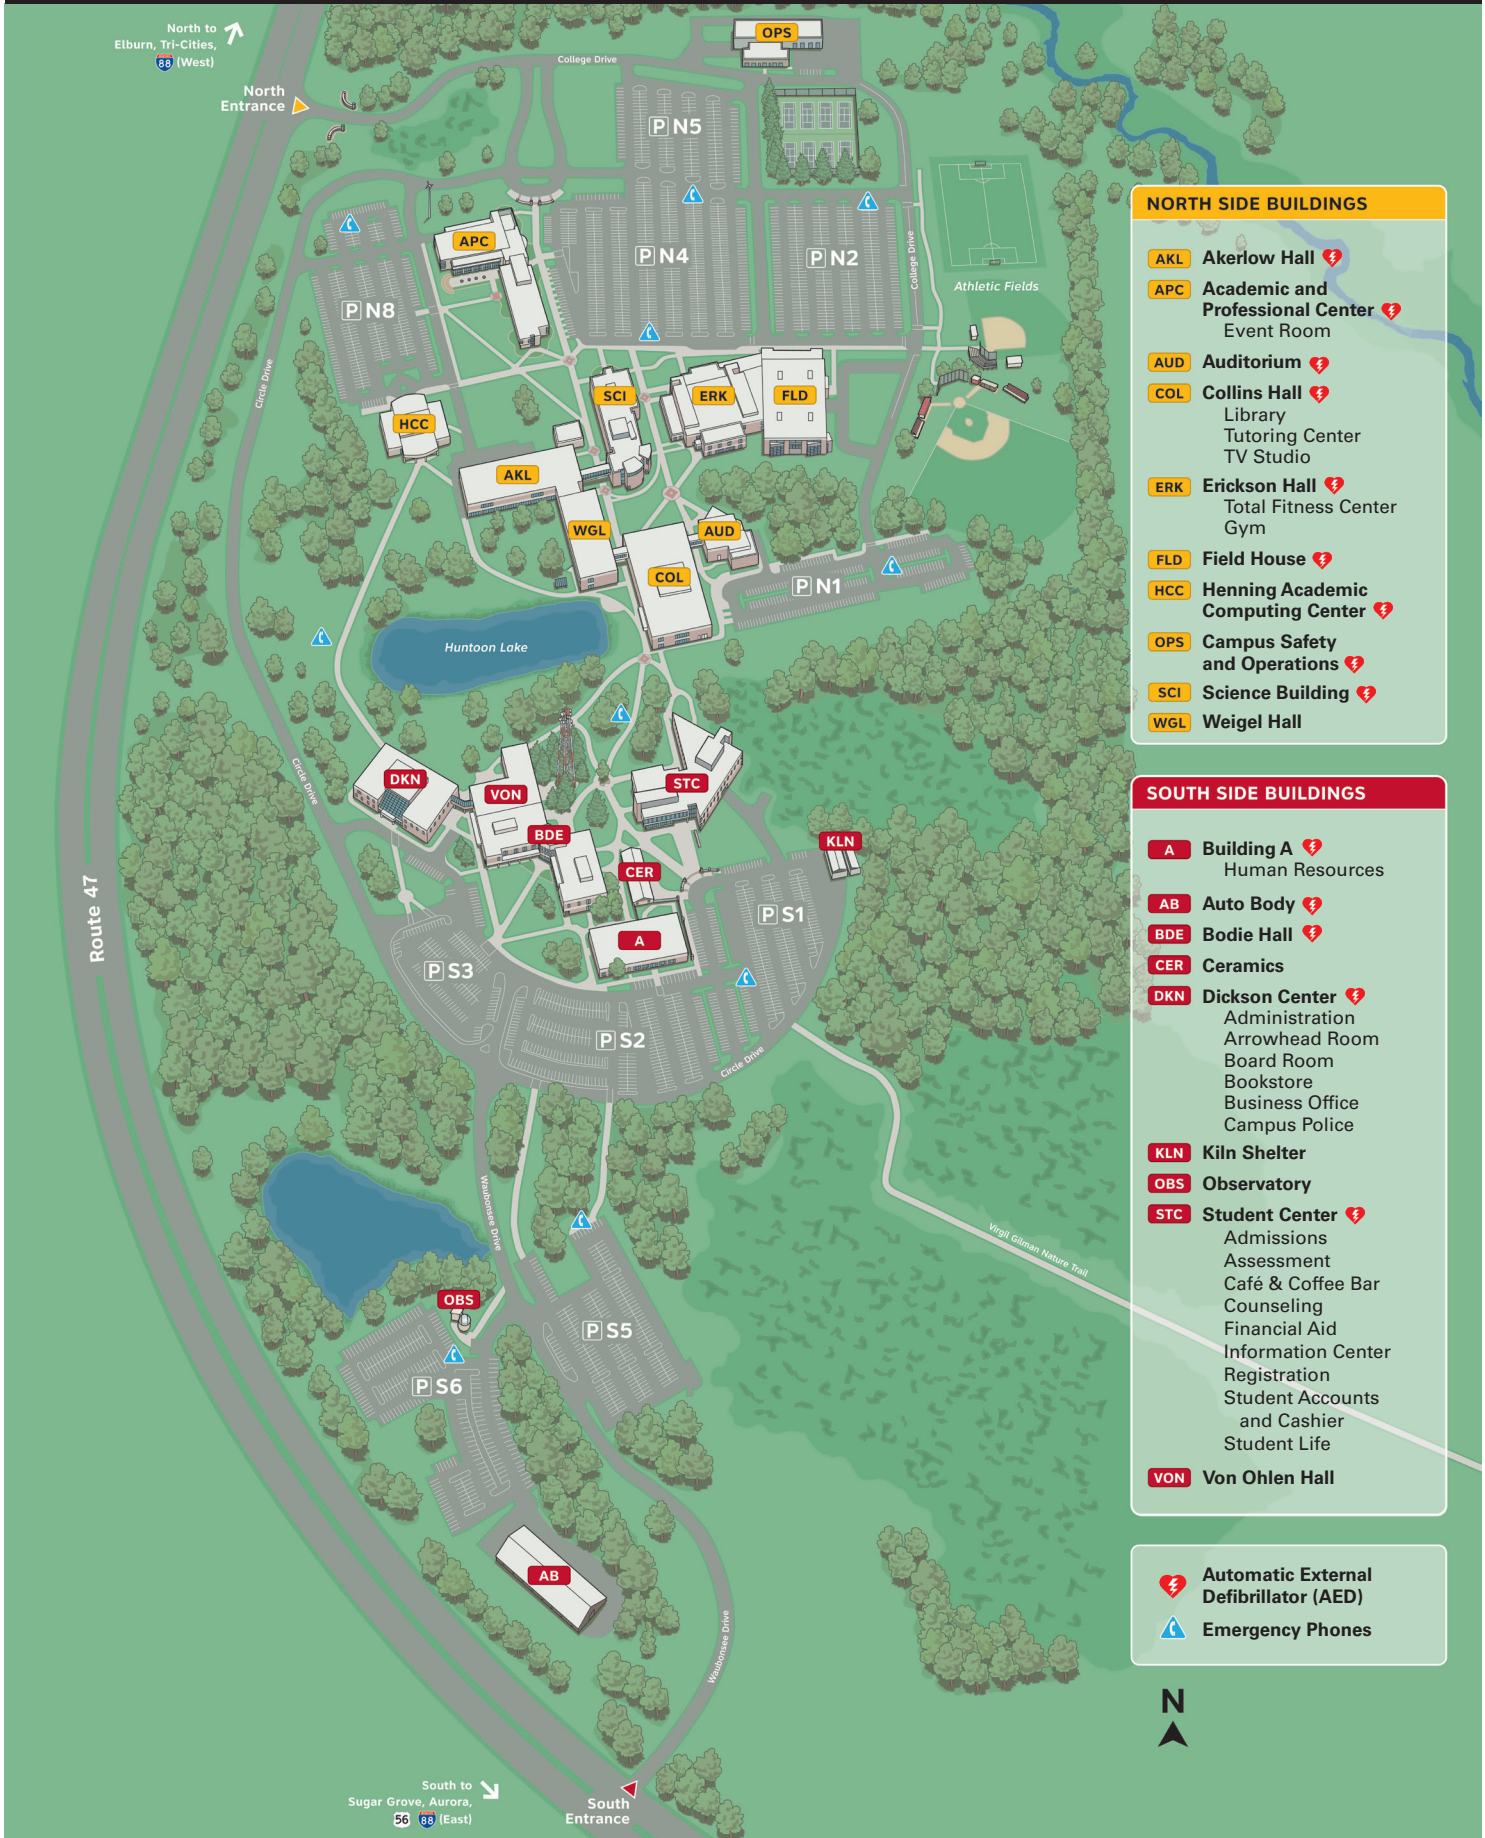 North to
Elburn, Tri-Cities,
88 (West)
North
Entrance
College Drive
OPS
P N5
APC
P N4
P N2
College Drive
Athletic Fields
P N8
Circle Drive
HCC
SCI
ERK
FLD
AKL
WGL
AUD
COL
P N1
Huntoon Lake
Circle Drive
DKN
VON
STC
BDE
KLN
CER
P S1
A
P S3
P S2
Circle Drive
Route 47
Waubonsee Drive
Virgil Gilman Nature Trail
OBS
P S5
P S6
AB
Waubonsee Drive
South to
Sugar Grove, Aurora,
56 88 (East)
South
Entrance
NORTH SIDE BUILDINGS
AKL Akerlow Hall
APC Academic and
Professional Center
Event Room
AUD Auditorium
COL Collins Hall
Library
Tutoring Center
TV Studio
ERK Erickson Hall
Total Fitness Center
Gym
FLD Field House
HCC Henning Academic
Computing Center
OPS Campus Safety
and Operations
SCI Science Building
WGL Weigel Hall
SOUTH SIDE BUILDINGS
A Building A
Human Resources
AB Auto Body
BDE Bodie Hall
CER Ceramics
DKN Dickson Center
Administration
Arrowhead Room
Board Room
Bookstore
Business Office
Campus Police
KLN Kiln Shelter
OBS Observatory
STC Student Center
Admissions
Assessment
Café & Coffee Bar
Counseling
Financial Aid
Information Center
Registration
Student Accounts
and Cashier
Student Life
VON Von Ohlen Hall
Automatic External
Defibrillator (AED)
Emergency Phones
N